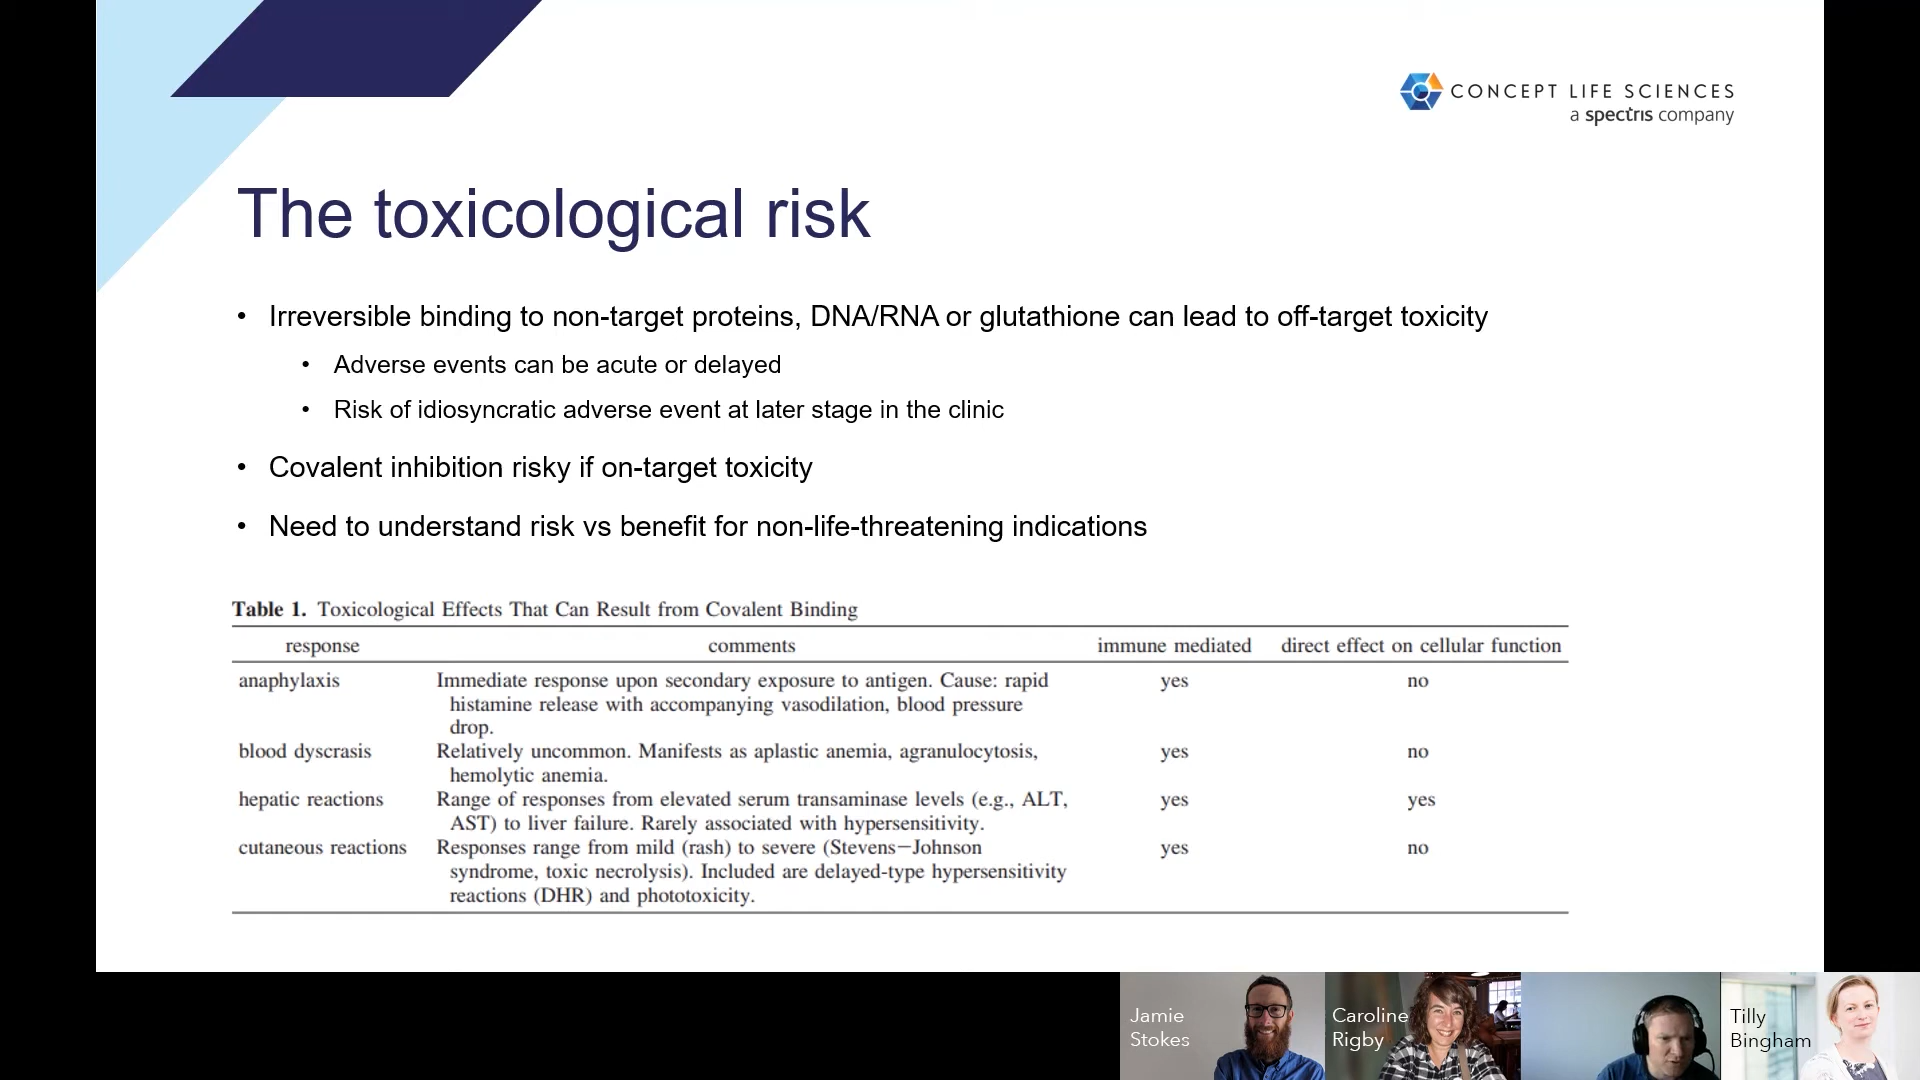 CONCEPT LIFE SCIENCES
a spectris company
The toxicological risk
• Irreversible binding to non-target proteins, DNA/RNA or glutathione can lead to off-target toxicity
• Adverse events can be acute or delayed
• Risk of idiosyncratic adverse event at later stage in the clinic
• Covalent inhibition risky if on-target toxicity
• Need to understand risk vs benefit for non-life-threatening indications
Table 1. Toxicological Effects That Can Result from Covalent Binding
response comments immune mediated direct effect on cellular function
anaphylaxis Immediate response upon secondary exposure to antigen. Cause: rapid yes no
histamine release with accompanying vasodilation, blood pressure
drop.
blood dyscrasis Relatively uncommon. Manifests as aplastic anemia, agranulocytosis, yes no
hemolytic anemia.
hepatic reactions Range of responses from elevated serum transaminase levels (e.g., ALT, yes yes
AST) to liver failure. Rarely associated with hypersensitivity.
cutaneous reactions Responses range from mild (rash) to severe (Stevens−Johnson yes no
syndrome, toxic necrolysis). Included are delayed-type hypersensitivity
reactions (DHR) and phototoxicity.
Jamie
Stokes
Caroline
Rigby
Tilly
Bingham